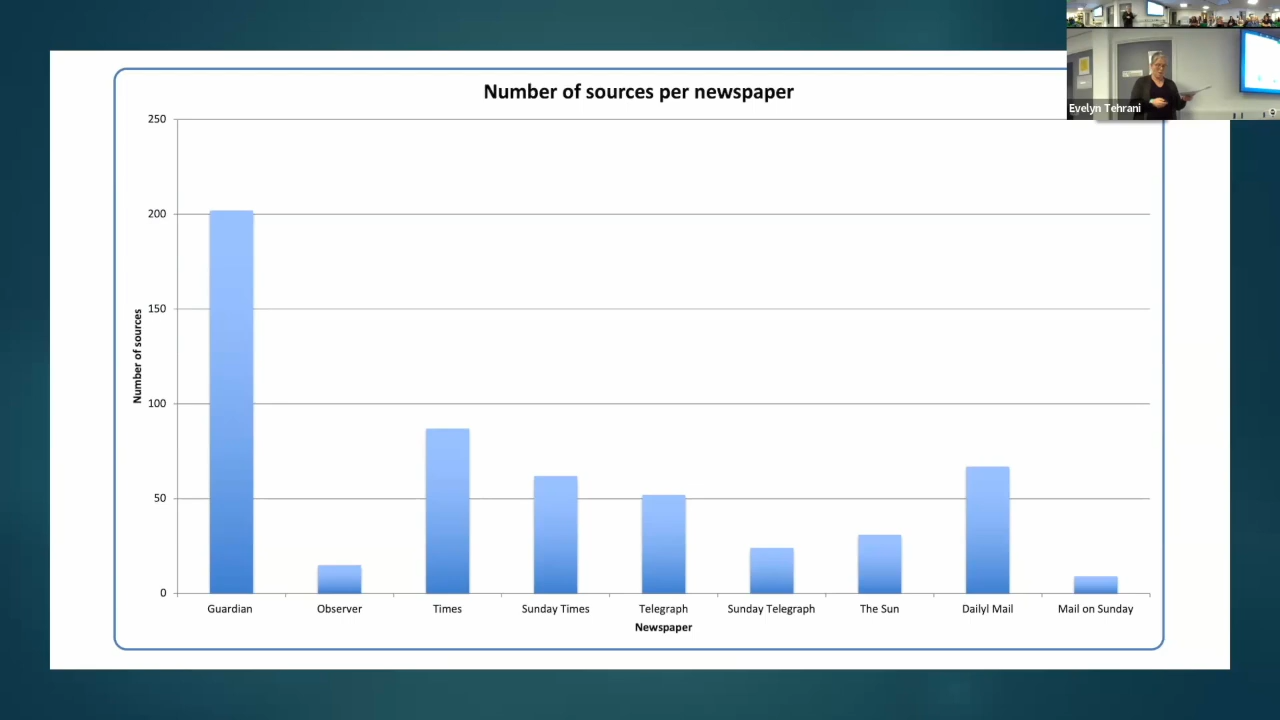 Number of sources per newspaper
Evelyn Tehrani
250
200
150
100
50
0
Number of sources
Guardian
Observer
Times
Sunday Times
Telegraph
Sunday Telegraph
The Sun
Dailyl Mail
Mail on Sunday
Newspaper